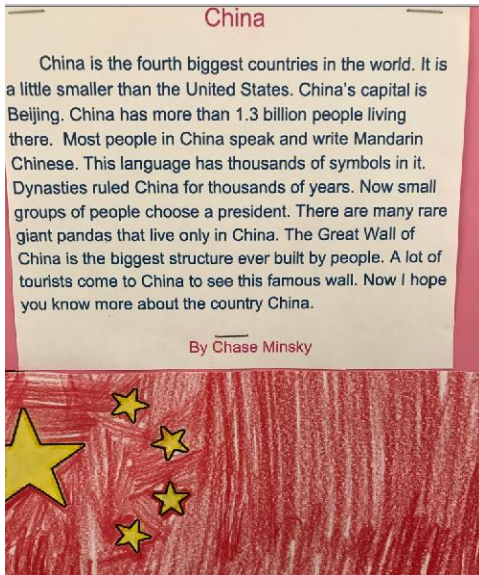 China
China is the fourth biggest countries in the world. It is
a little smaller than the United States. China's capital is
Beijing. China has more than 1.3 billion people living
there. Most people in China speak and write Mandarin
Chinese. This language has thousands of symbols in it.
Dynasties ruled China for thousands of years. Now small
groups of people choose a president. There are many rare
giant pandas that live only in China. The Great Wall of
China is the biggest structure ever built by people. A lot of
tourists come to China to see this famous wall. Now I hope
you know more about the country China.
By Chase Minsky